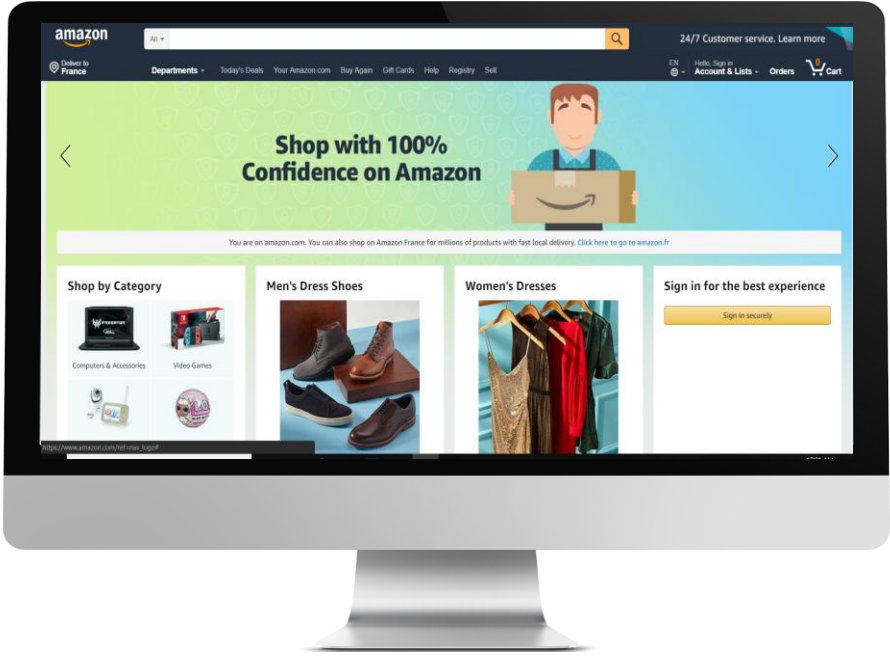 amazon
All
24/7 Customer service. Learn more
Deliver to
France
Departments
Today's Deals Your Amazon.com Buy Again Gift Cards Help Registry Sell
EN
Hello, Sign in
Account & Lists
Orders
0
Cart
Shop with 100%
Confidence on Amazon
You are on amazon.com. You can also shop on Amazon France for millions of products with fast local delivery. Click here to go to amazon.fr
Shop by Category
Men's Dress Shoes
Women's Dresses
Sign in for the best experience
Sign in securely
PREDATOR
Computers & Accessories
Video Games
https://www.amazon.com/ref=nav_logo#